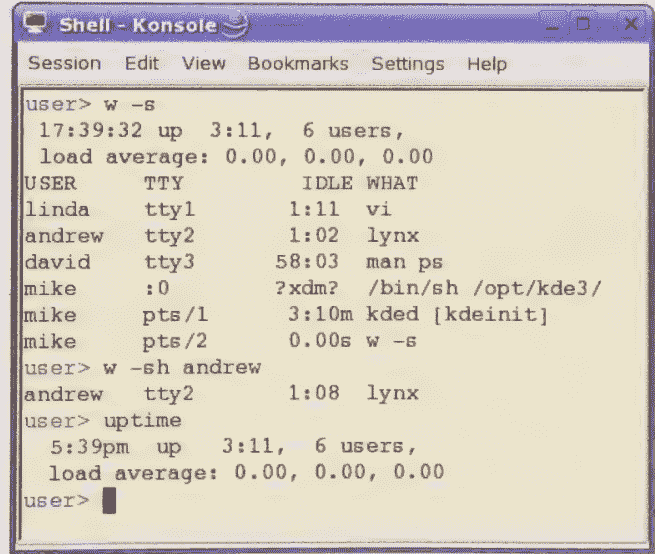 Shell - Konsole
Session Edit View Bookmarks Settings Help
user> w -s
 17:39:32 up  3:11,  6 users,
 load average: 0.00, 0.00, 0.00
USER     TTY        IDLE WHAT
linda    tty1       1:11  vi
andrew   tty2       1:02  lynx
david    tty3      58:03  man ps
mike     :0        ?xdm?  /bin/sh /opt/kde3/
mike     pts/1      3:10m kded [kdeinit]
mike     pts/2      0.00s w -s
user> w -sh andrew
andrew   tty2       1:08  lynx
user> uptime
  5:39pm  up   3:11,  6 users,
  load average: 0.00, 0.00, 0.00
user>